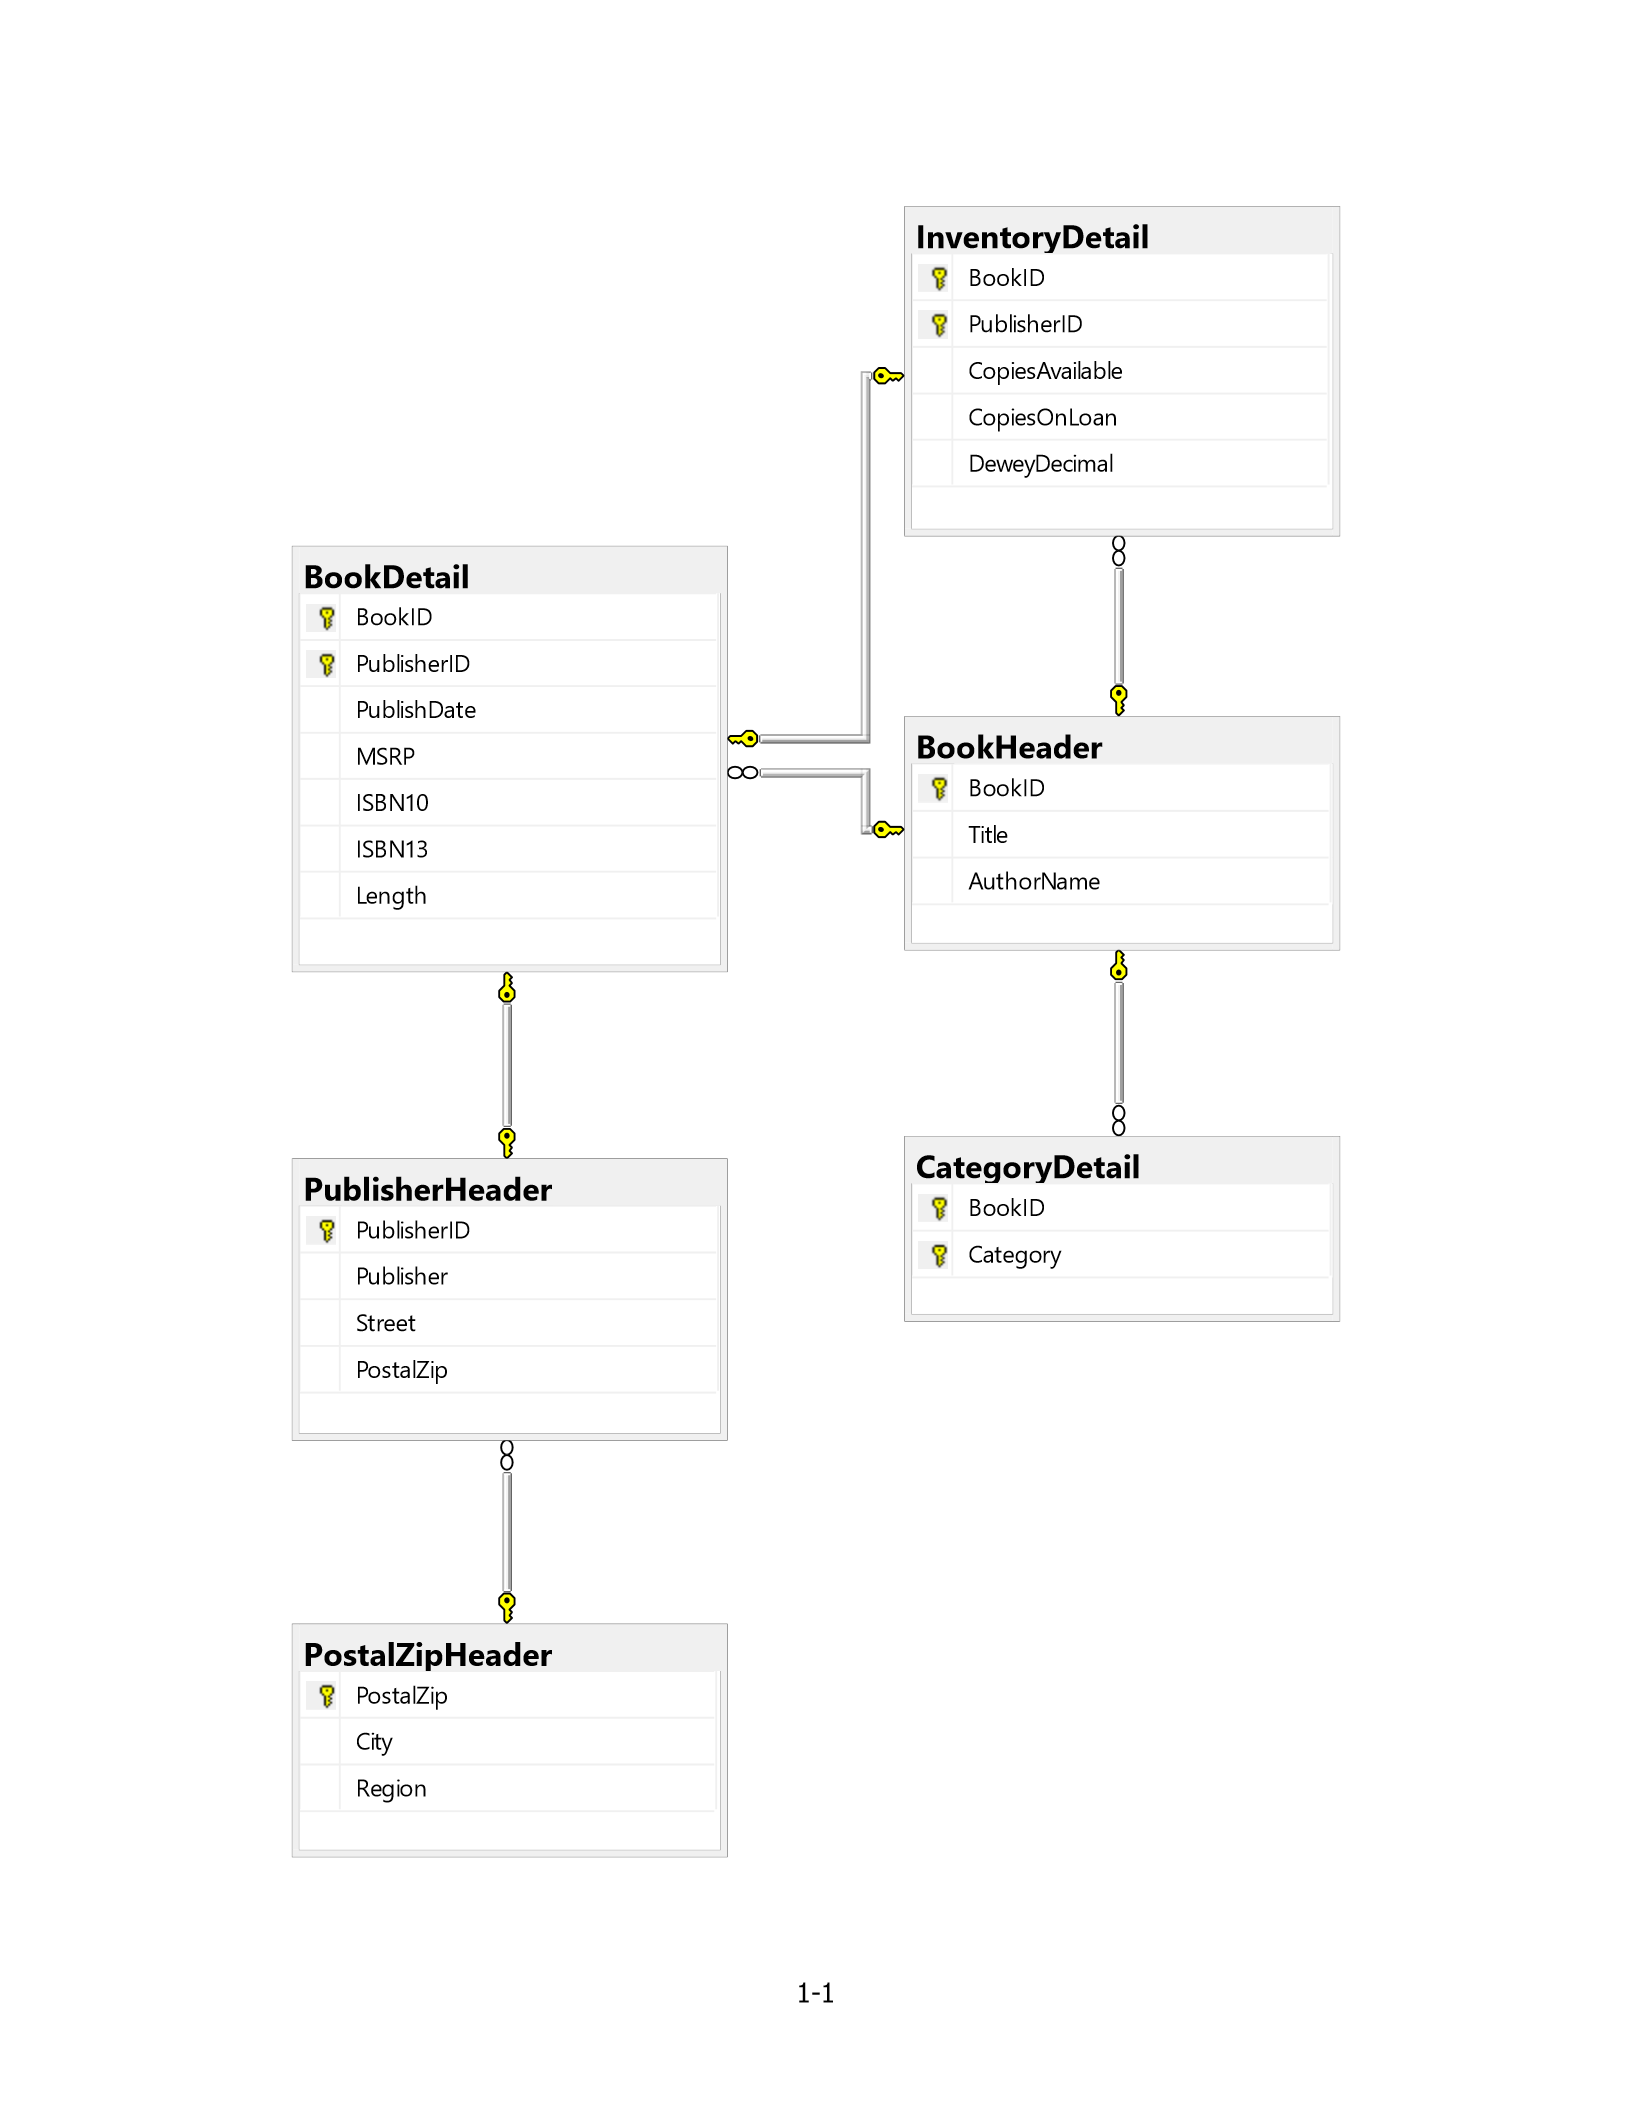 InventoryDetail
BookID
PublisherID
CopiesAvailable
CopiesOnLoan
DeweyDecimal
BookDetail
BookID
PublisherID
PublishDate
MSRP
ISBN10
ISBN13
Length
BookHeader
BookID
Title
AuthorName
PublisherHeader
PublisherID
Publisher
Street
PostalZip
CategoryDetail
BookID
Category
PostalZipHeader
PostalZip
City
Region
1-1